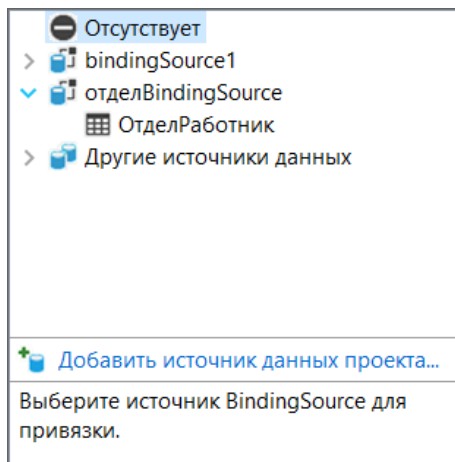 Отсутствует
bindingSource1
отделBindingSource
ОтделРаботник
Другие источники данных
Добавить источник данных проекта...
Выберите источник BindingSource для
привязки.